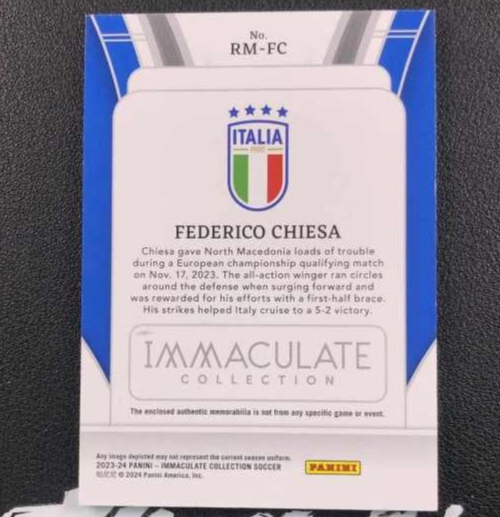 No.
RM-FC
ITALIA
FEDERICO CHIESA
Chiesa gave North Macedonia loads of trouble
during a European championship qualifying match
on Nov. 17, 2023. The all-action winger ran circles
around the defense when surging forward and
was rewarded for his efforts with a first-half brace.
His strikes helped Italy cruise to a 5-2 victory.
IMMACULATE
COLLECTION
The enclosed authentic memorabilia is not from any specific game or event.
Any image depicted may not represent the current season uniform.
2023-24 PANINI – IMMACULATE COLLECTION SOCCER
© 2024 Panini America, Inc.
PANINI